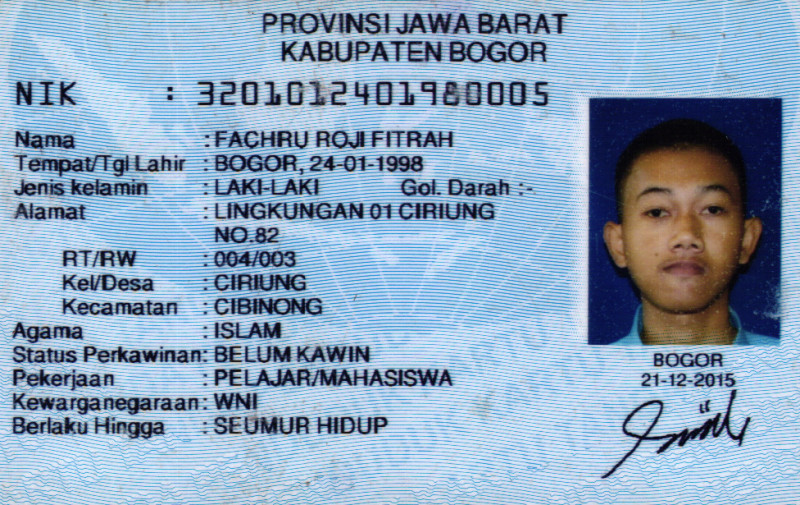 PROVINSI JAWA BARAT
KABUPATEN BOGOR
NIK : 3201012401980005
Nama : FACHRU ROJI FITRAH
Tempat/Tgl Lahir : BOGOR, 24-01-1998
Jenis kelamin : LAKI-LAKI Gol. Darah :-
Alamat : LINGKUNGAN 01 CIRIUNG
NO.82
RT/RW : 004/003
Kel/Desa : CIRIUNG
Kecamatan : CIBINONG
Agama : ISLAM
Status Perkawinan: BELUM KAWIN
Pekerjaan : PELAJAR/MAHASISWA
Kewarganegaraan: WNI
Berlaku Hingga : SEUMUR HIDUP
BOGOR
21-12-2015